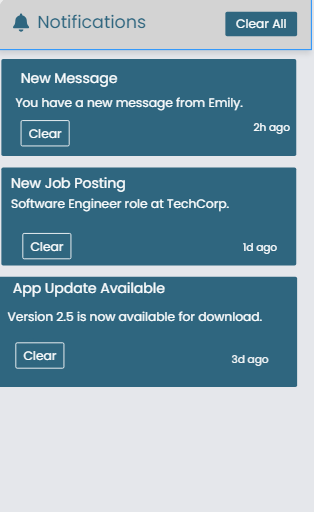 Notifications
Clear All
New Message
You have a new message from Emily.
Clear
2h ago
New Job Posting
Software Engineer role at TechCorp.
Clear
1d ago
App Update Available
Version 2.5 is now available for download.
Clear
3d ago